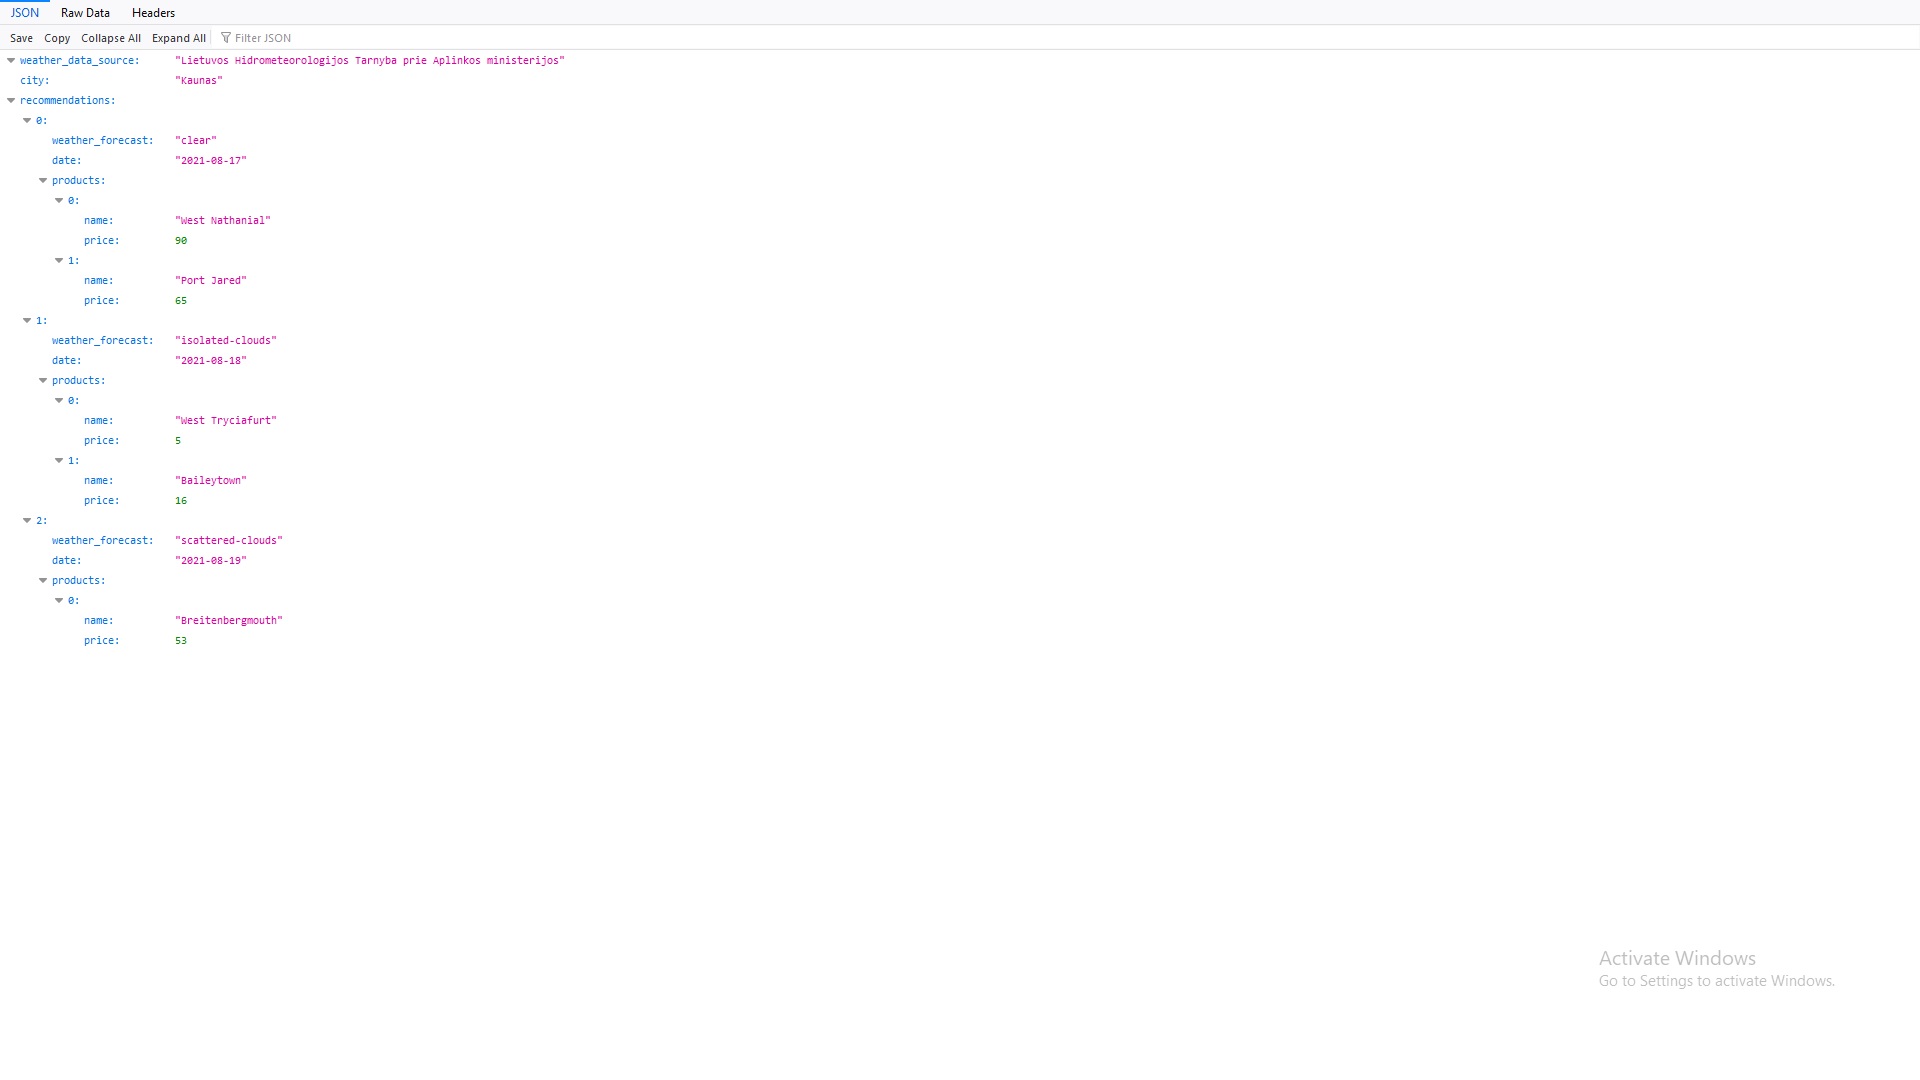 JSON Raw Data Headers
Save Copy Collapse All Expand All Filter JSON
weather_data_source: "Lietuvos Hidrometeorologijos Tarnyba prie Aplinkos ministerijos"
city: "Kaunas"
recommendations:
0:
weather_forecast: "clear"
date: "2021-08-17"
products:
0:
name: "West Nathanial"
price: 90
1:
name: "Port Jared"
price: 65
1:
weather_forecast: "isolated-clouds"
date: "2021-08-18"
products:
0:
name: "West Tryciafurt"
price: 5
1:
name: "Baileytown"
price: 16
2:
weather_forecast: "scattered-clouds"
date: "2021-08-19"
products:
0:
name: "Breitenbergmouth"
price: 53
Activate Windows
Go to Settings to activate Windows.